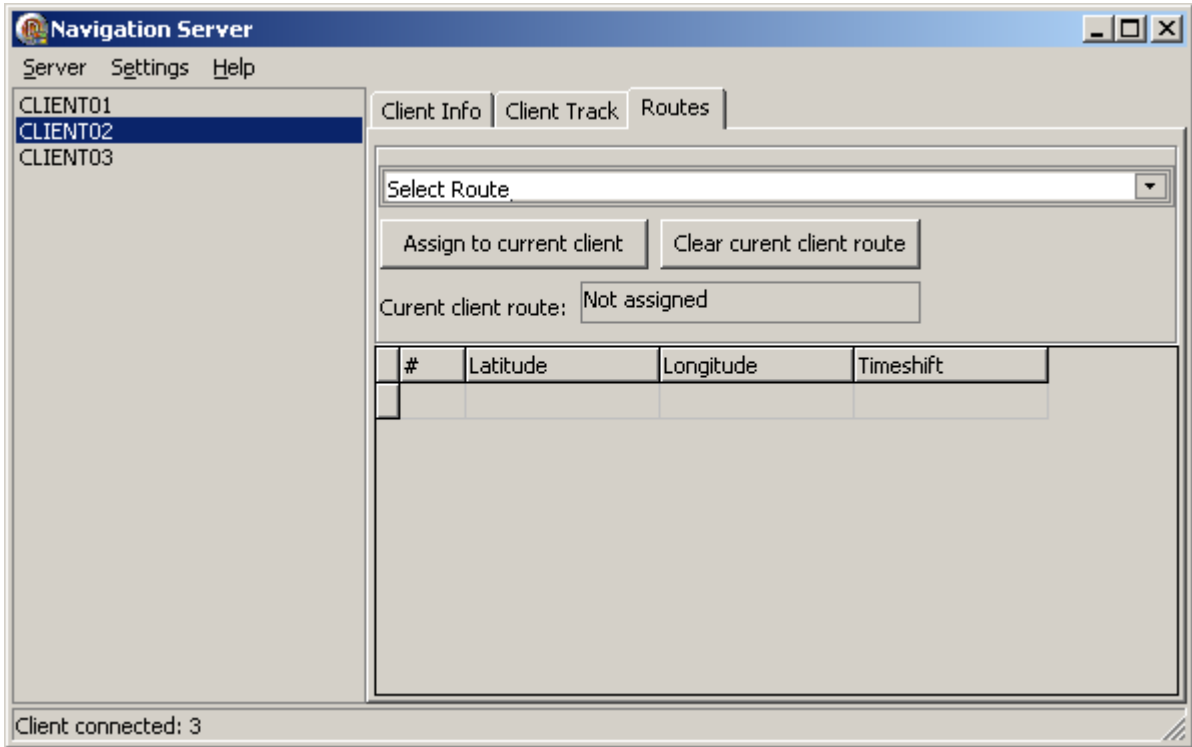 Navigation Server
Server Settings Help
CLIENT01
CLIENT02
CLIENT03
Client Info Client Track Routes
Select Route
Assign to current client Clear curent client route
Curent client route: Not assigned
# Latitude Longitude Timeshift
Client connected: 3